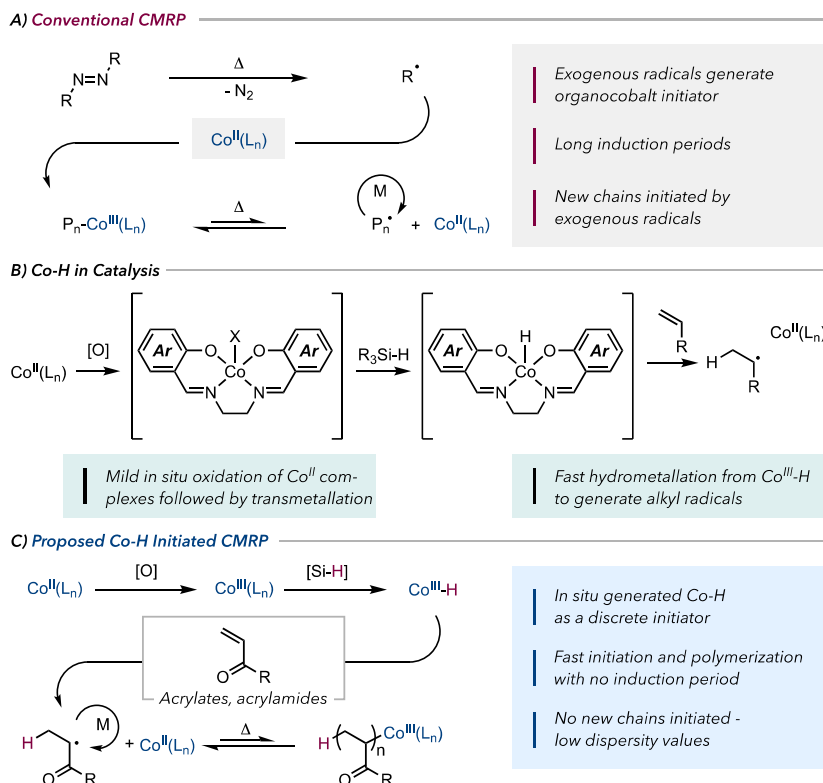 A) Conventional CMRP
R
N=N
R
Δ
- N₂
R•
Coᴵᴵ(Lₙ)
Pₙ-Coᴵᴵᴵ(Lₙ)
Δ
M
Pₙ•
+ Coᴵᴵ(Lₙ)
Exogenous radicals generate
organocobalt initiator
Long induction periods
New chains initiated by
exogenous radicals
B) Co-H in Catalysis
Coᴵᴵ(Lₙ)
[O]
X
Ar
O
O
Ar
Co
N
N
R₃Si-H
H
Ar
O
O
Ar
Co
N
N
R
H
•
R
Coᴵᴵ(Lₙ)
Mild in situ oxidation of Coᴵᴵ com-
plexes followed by transmetallation
Fast hydrometallation from Coᴵᴵᴵ-H
to generate alkyl radicals
C) Proposed Co-H Initiated CMRP
Coᴵᴵ(Lₙ)
[O]
Coᴵᴵᴵ(Lₙ)
[Si-H]
Coᴵᴵᴵ-H
O
R
Acrylates, acrylamides
H
•
M
O
R
+ Coᴵᴵ(Lₙ)
Δ
H
n
Coᴵᴵᴵ(Lₙ)
O
R
In situ generated Co-H
as a discrete initiator
Fast initiation and polymerization
with no induction period
No new chains initiated -
low dispersity values